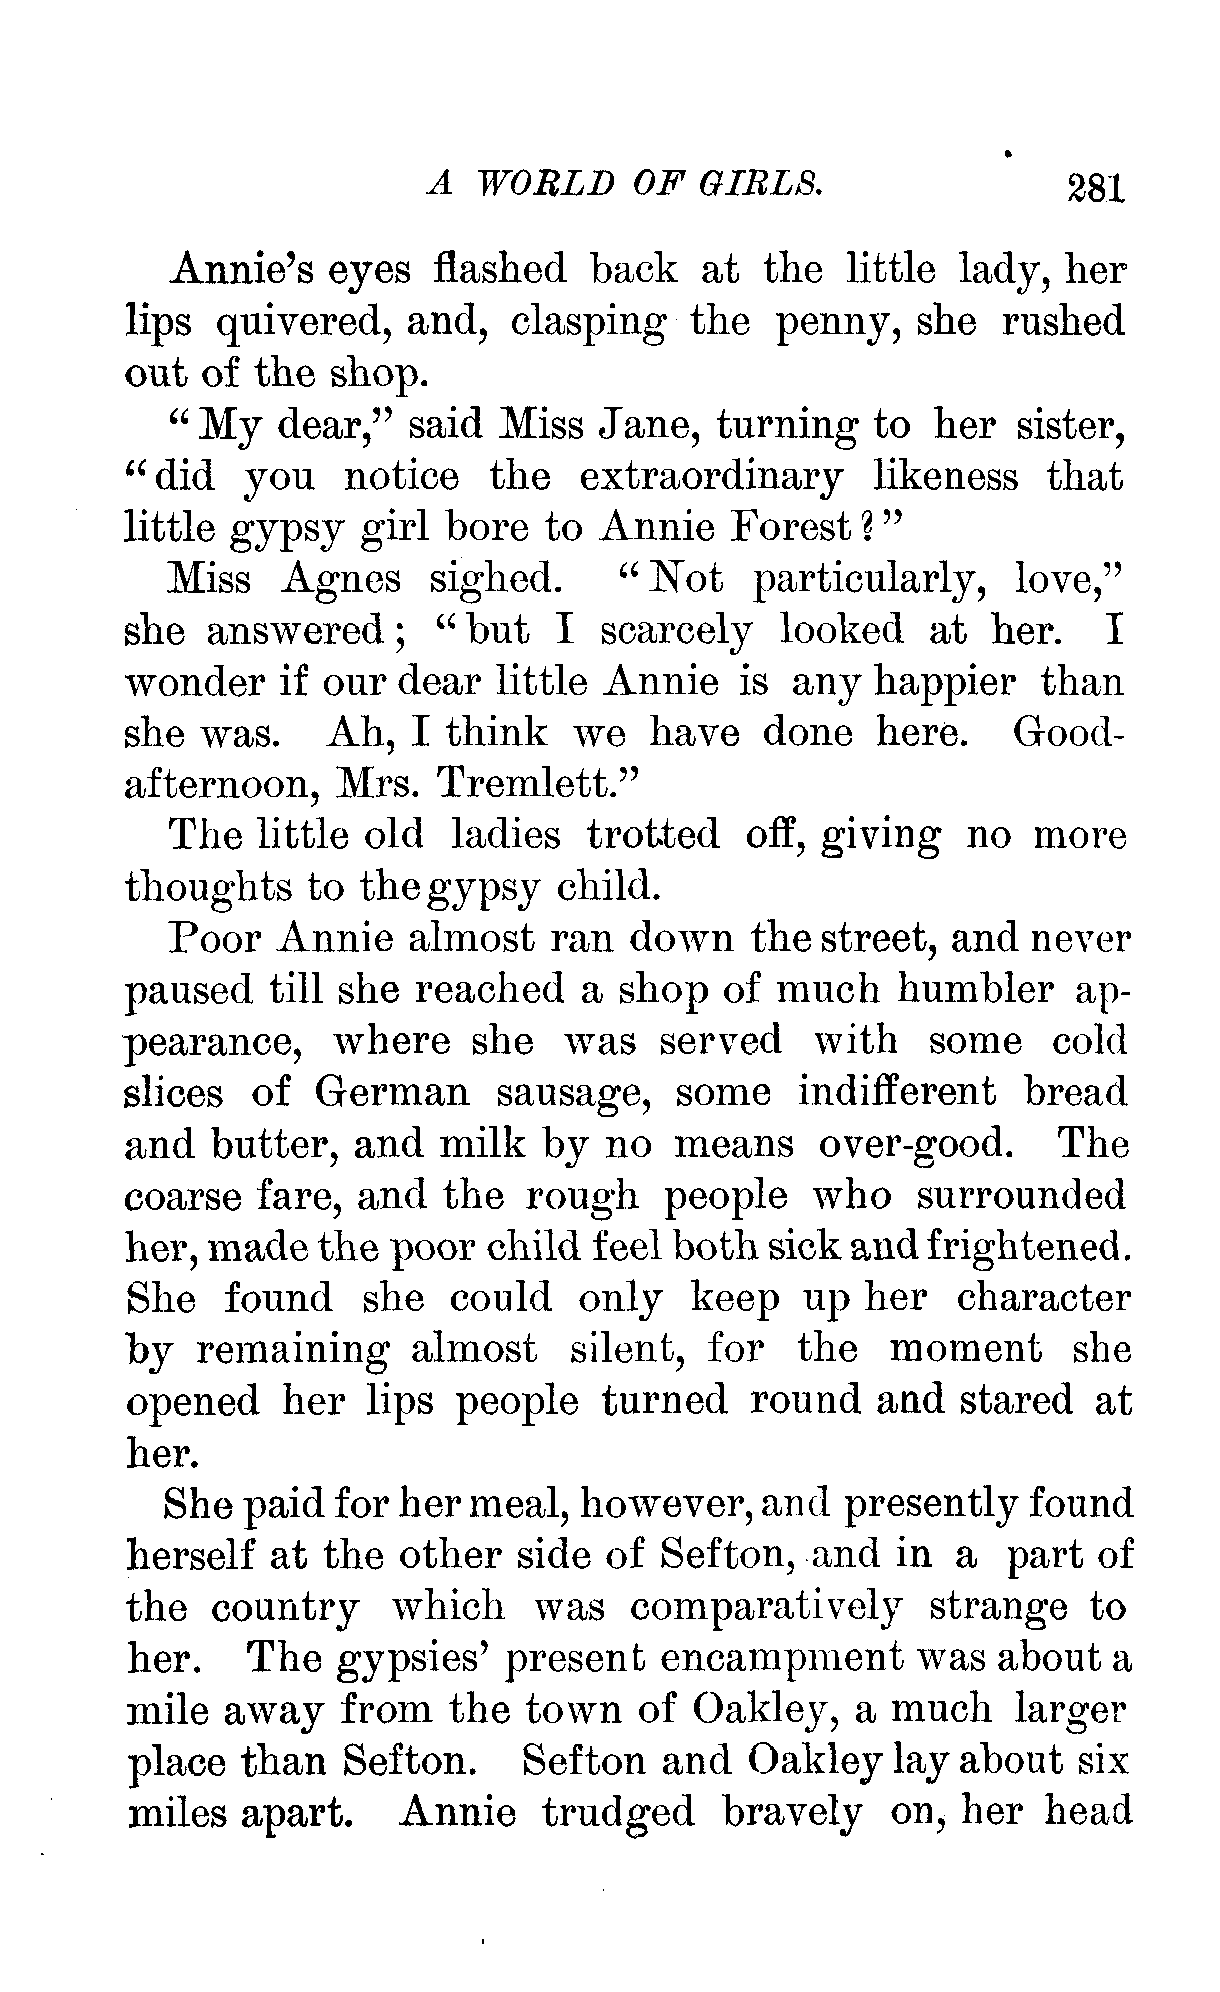 A WORLD OF GIRLS. 281
Annie's eyes flashed back at the little lady, her
lips quivered, and, clasping the penny, she rushed
out of the shop.
"My dear," said Miss Jane, turning to her sister,
"did you notice the extraordinary likeness that
little gypsy girl bore to Annie Forest?"
Miss Agnes sighed. "Not particularly, love,"
she answered; "but I scarcely looked at her. I
wonder if our dear little Annie is any happier than
she was. Ah, I think we have done here. Good-
afternoon, Mrs. Tremlett."
The little old ladies trotted off, giving no more
thoughts to the gypsy child.
Poor Annie almost ran down the street, and never
paused till she reached a shop of much humbler ap-
pearance, where she was served with some cold
slices of German sausage, some indifferent bread
and butter, and milk by no means over-good. The
coarse fare, and the rough people who surrounded
her, made the poor child feel both sick and frightened.
She found she could only keep up her character
by remaining almost silent, for the moment she
opened her lips people turned round and stared at
her.
She paid for her meal, however, and presently found
herself at the other side of Sefton, and in a part of
the country which was comparatively strange to
her. The gypsies' present encampment was about a
mile away from the town of Oakley, a much larger
place than Sefton. Sefton and Oakley lay about six
miles apart. Annie trudged bravely on, her head